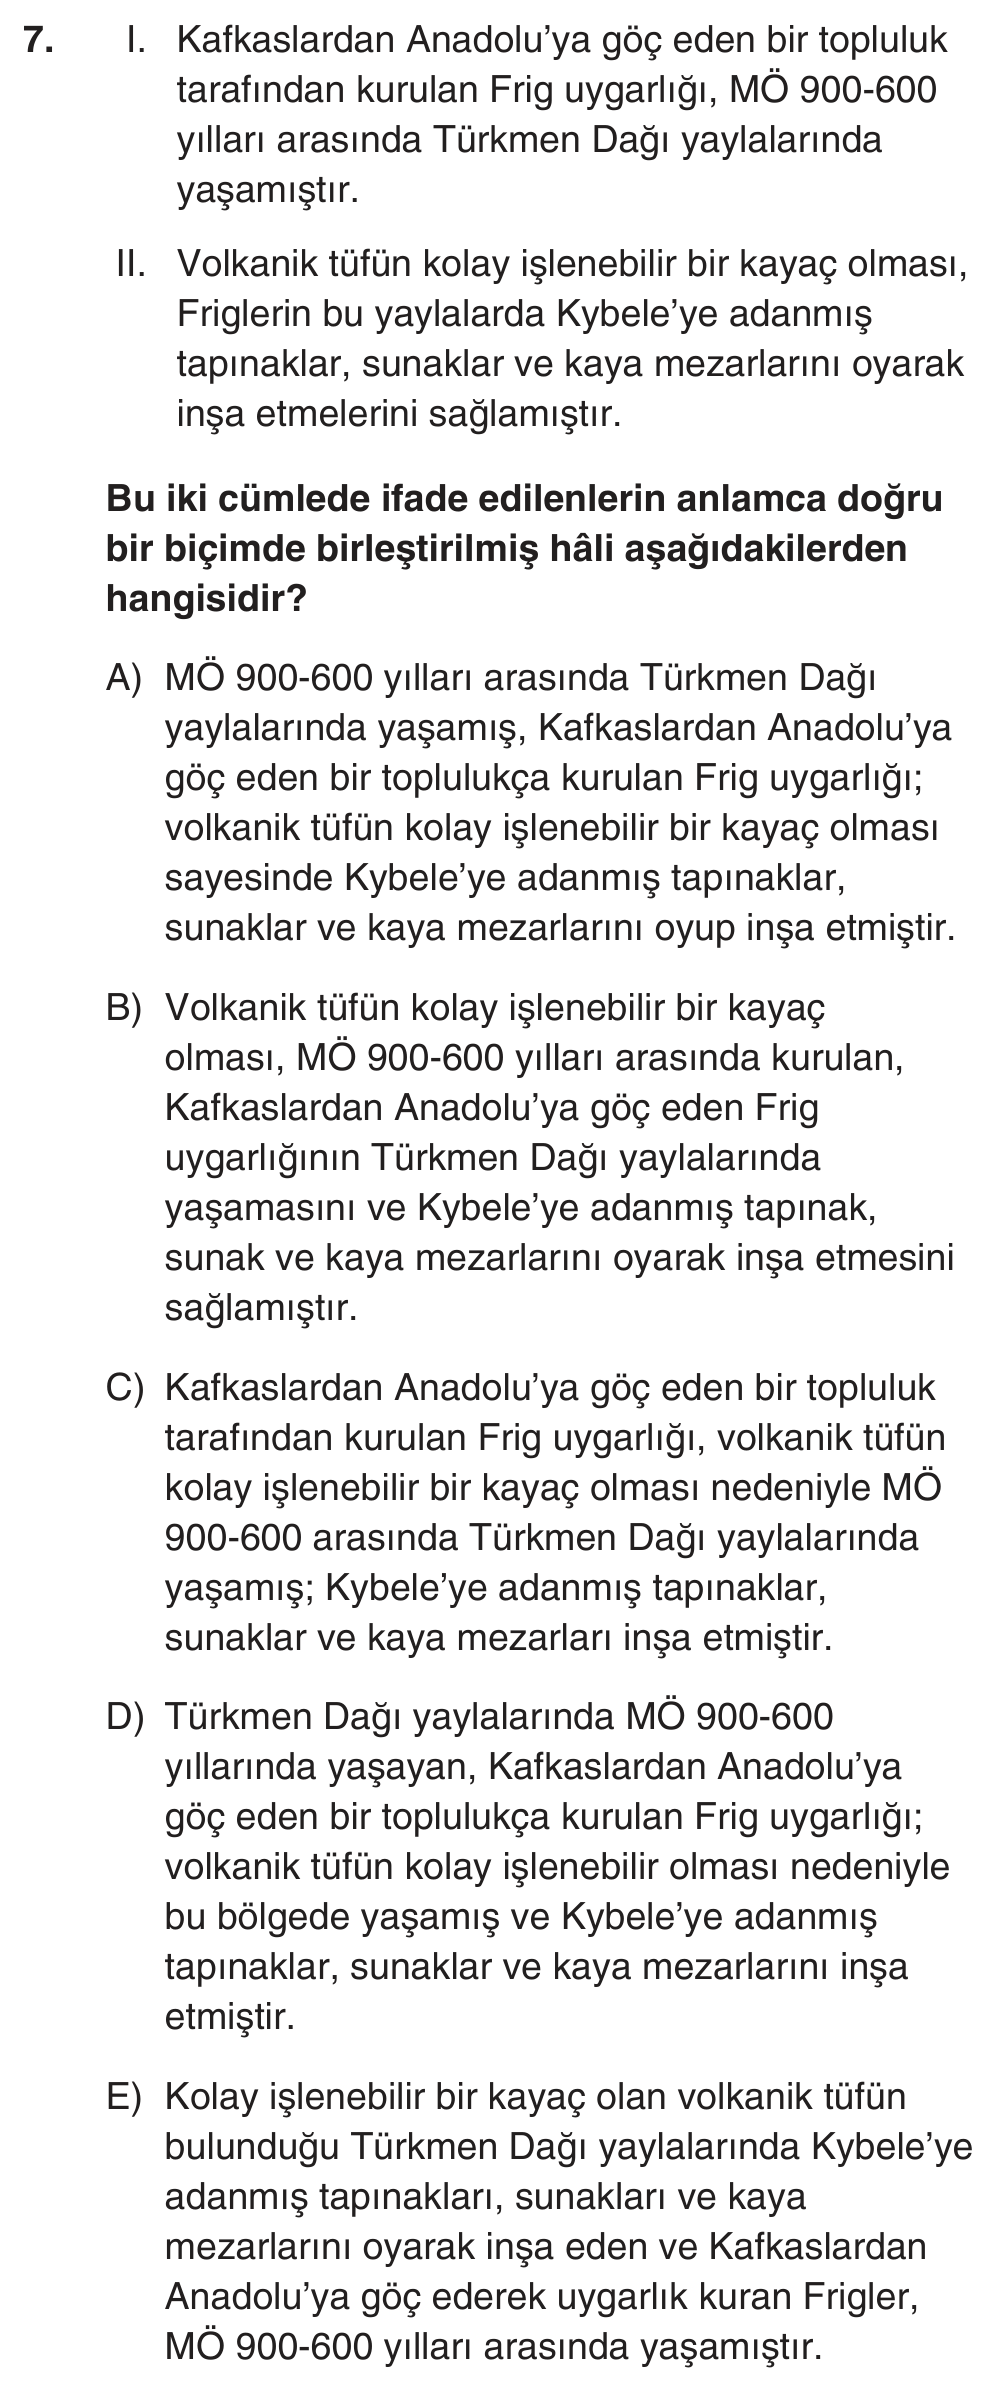 7. I. Kafkaslardan Anadolu’ya göç eden bir topluluk
tarafından kurulan Frig uygarlığı, MÖ 900-600
yılları arasında Türkmen Dağı yaylalarında
yaşamıştır.
II. Volkanik tüfün kolay işlenebilir bir kayaç olması,
Friglerin bu yaylalarda Kybele’ye adanmış
tapınaklar, sunaklar ve kaya mezarlarını oyarak
inşa etmelerini sağlamıştır.
Bu iki cümlede ifade edilenlerin anlamca doğru
bir biçimde birleştirilmiş hâli aşağıdakilerden
hangisidir?
A) MÖ 900-600 yılları arasında Türkmen Dağı
yaylalarında yaşamış, Kafkaslardan Anadolu’ya
göç eden bir toplulukça kurulan Frig uygarlığı;
volkanik tüfün kolay işlenebilir bir kayaç olması
sayesinde Kybele’ye adanmış tapınaklar,
sunaklar ve kaya mezarlarını oyup inşa etmiştir.
B) Volkanik tüfün kolay işlenebilir bir kayaç
olması, MÖ 900-600 yılları arasında kurulan,
Kafkaslardan Anadolu’ya göç eden Frig
uygarlığının Türkmen Dağı yaylalarında
yaşamasını ve Kybele’ye adanmış tapınak,
sunak ve kaya mezarlarını oyarak inşa etmesini
sağlamıştır.
C) Kafkaslardan Anadolu’ya göç eden bir topluluk
tarafından kurulan Frig uygarlığı, volkanik tüfün
kolay işlenebilir bir kayaç olması nedeniyle MÖ
900-600 arasında Türkmen Dağı yaylalarında
yaşamış; Kybele’ye adanmış tapınaklar,
sunaklar ve kaya mezarları inşa etmiştir.
D) Türkmen Dağı yaylalarında MÖ 900-600
yıllarında yaşayan, Kafkaslardan Anadolu’ya
göç eden bir toplulukça kurulan Frig uygarlığı;
volkanik tüfün kolay işlenebilir olması nedeniyle
bu bölgede yaşamış ve Kybele’ye adanmış
tapınaklar, sunaklar ve kaya mezarlarını inşa
etmiştir.
E) Kolay işlenebilir bir kayaç olan volkanik tüfün
bulunduğu Türkmen Dağı yaylalarında Kybele’ye
adanmış tapınakları, sunakları ve kaya
mezarlarını oyarak inşa eden ve Kafkaslardan
Anadolu’ya göç ederek uygarlık kuran Frigler,
MÖ 900-600 yılları arasında yaşamıştır.